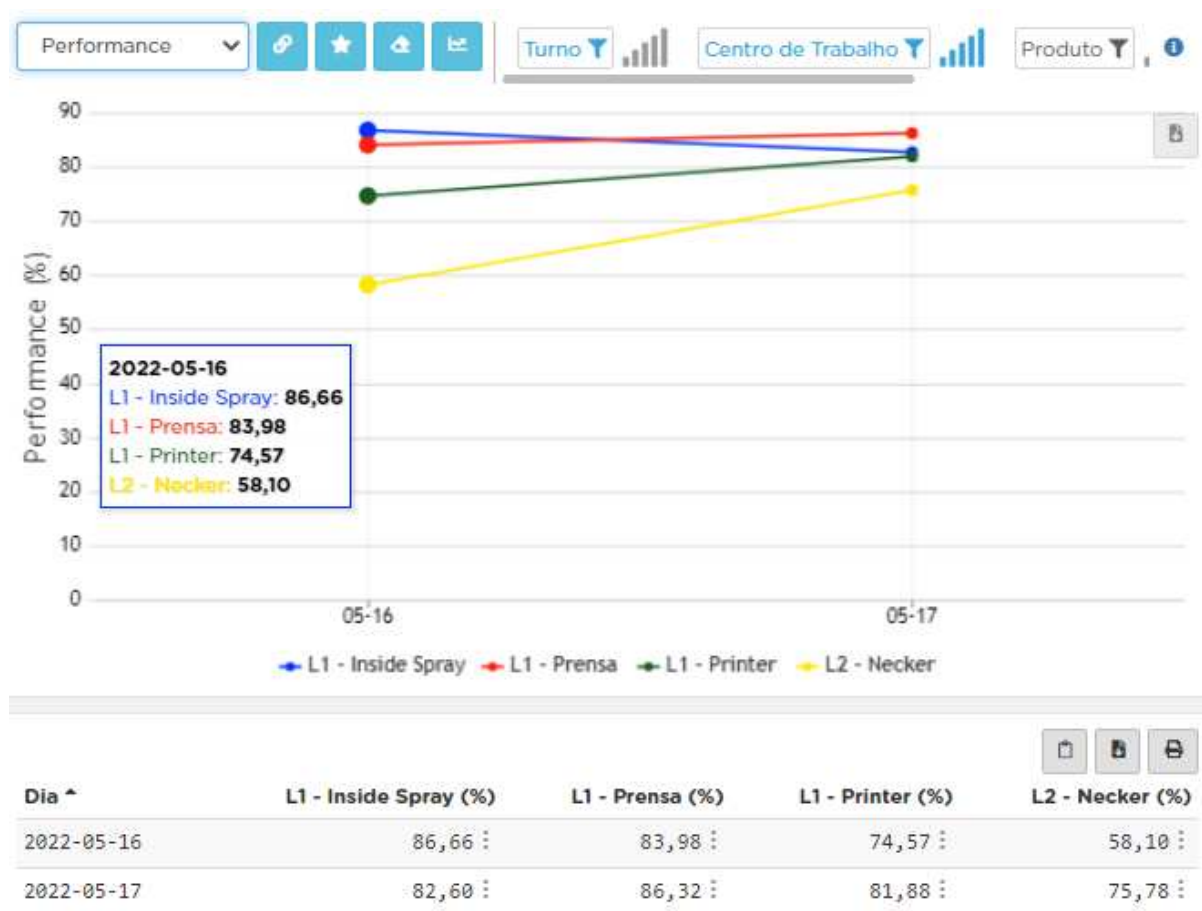 Performance Turno Centro de Trabalho Produto
90
80
70
60
50
40
30
20
10
0
Performance (%)
2022-05-16
L1 - Inside Spray: 86,66
L1 - Prensa: 83,98
L1 - Printer: 74,57
L2 - Necker: 58,10
05-16 05-17
L1 - Inside Spray L1 - Prensa L1 - Printer L2 - Necker
Dia L1 - Inside Spray (%) L1 - Prensa (%) L1 - Printer (%) L2 - Necker (%)
2022-05-16 86,66 83,98 74,57 58,10
2022-05-17 82,60 86,32 81,88 75,78